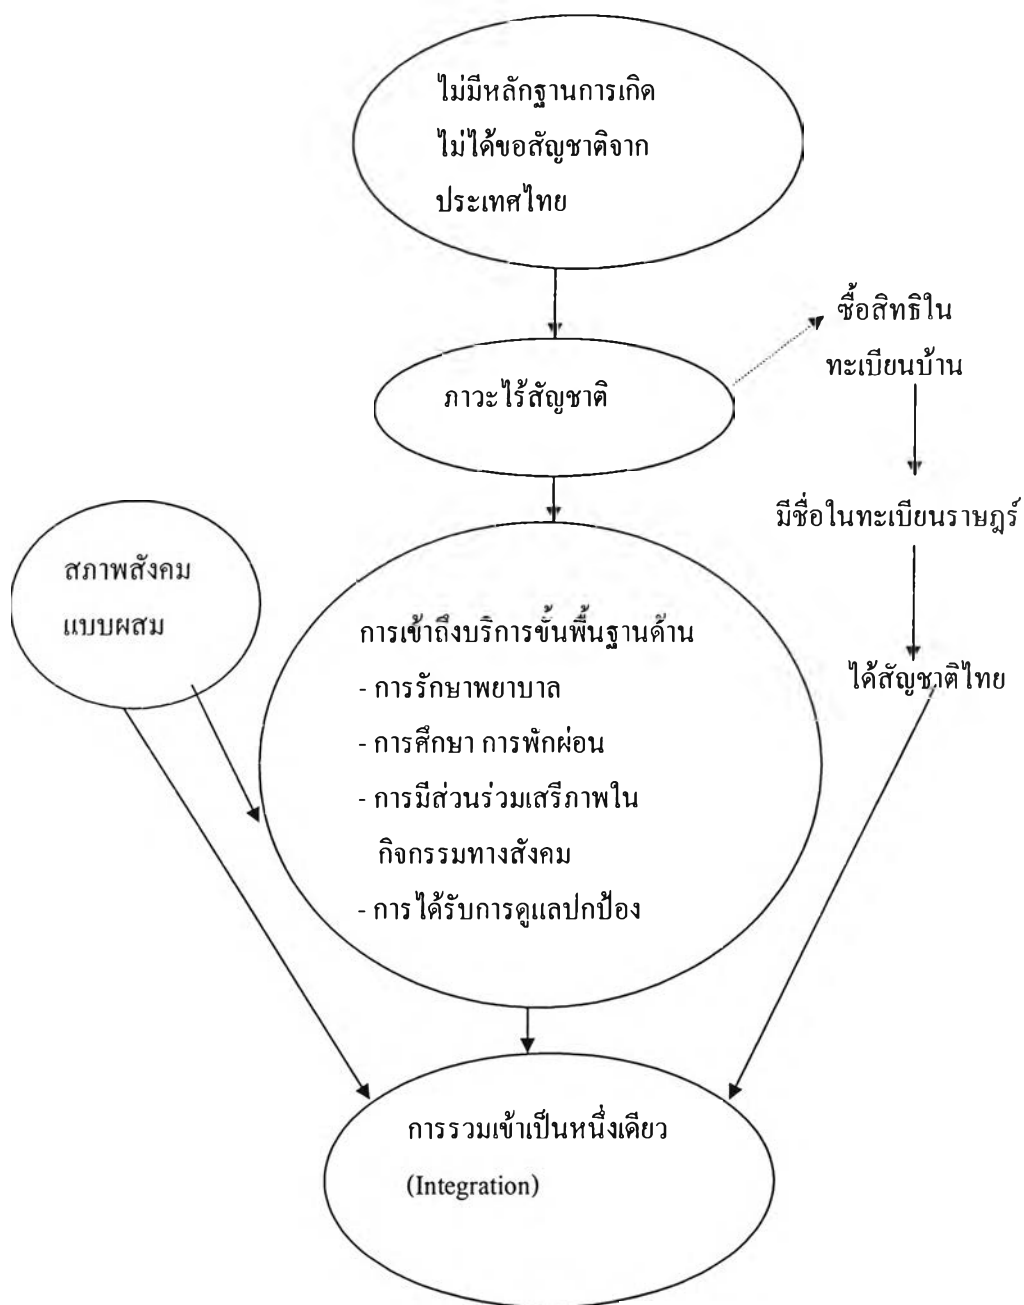 ไม่มีหลักฐานการเกิด
ไม่ได้ขอสัญชาติจาก
ประเทศไทย
ซื้อสิทธิใน
ทะเบียนบ้าน
ภาวะไร้สัญชาติ
มีชื่อในทะเบียนราษฎร์
สภาพสังคม
แบบผสม
การเข้าถึงบริการขั้นพื้นฐานด้าน
- การรักษาพยาบาล
- การศึกษา การพักผ่อน
- การมีส่วนร่วมเสรีภาพใน
กิจกรรมทางสังคม
- การได้รับการดูแลปกป้อง
ได้สัญชาติไทย
การรวมเข้าเป็นหนึ่งเดียว
(Integration)